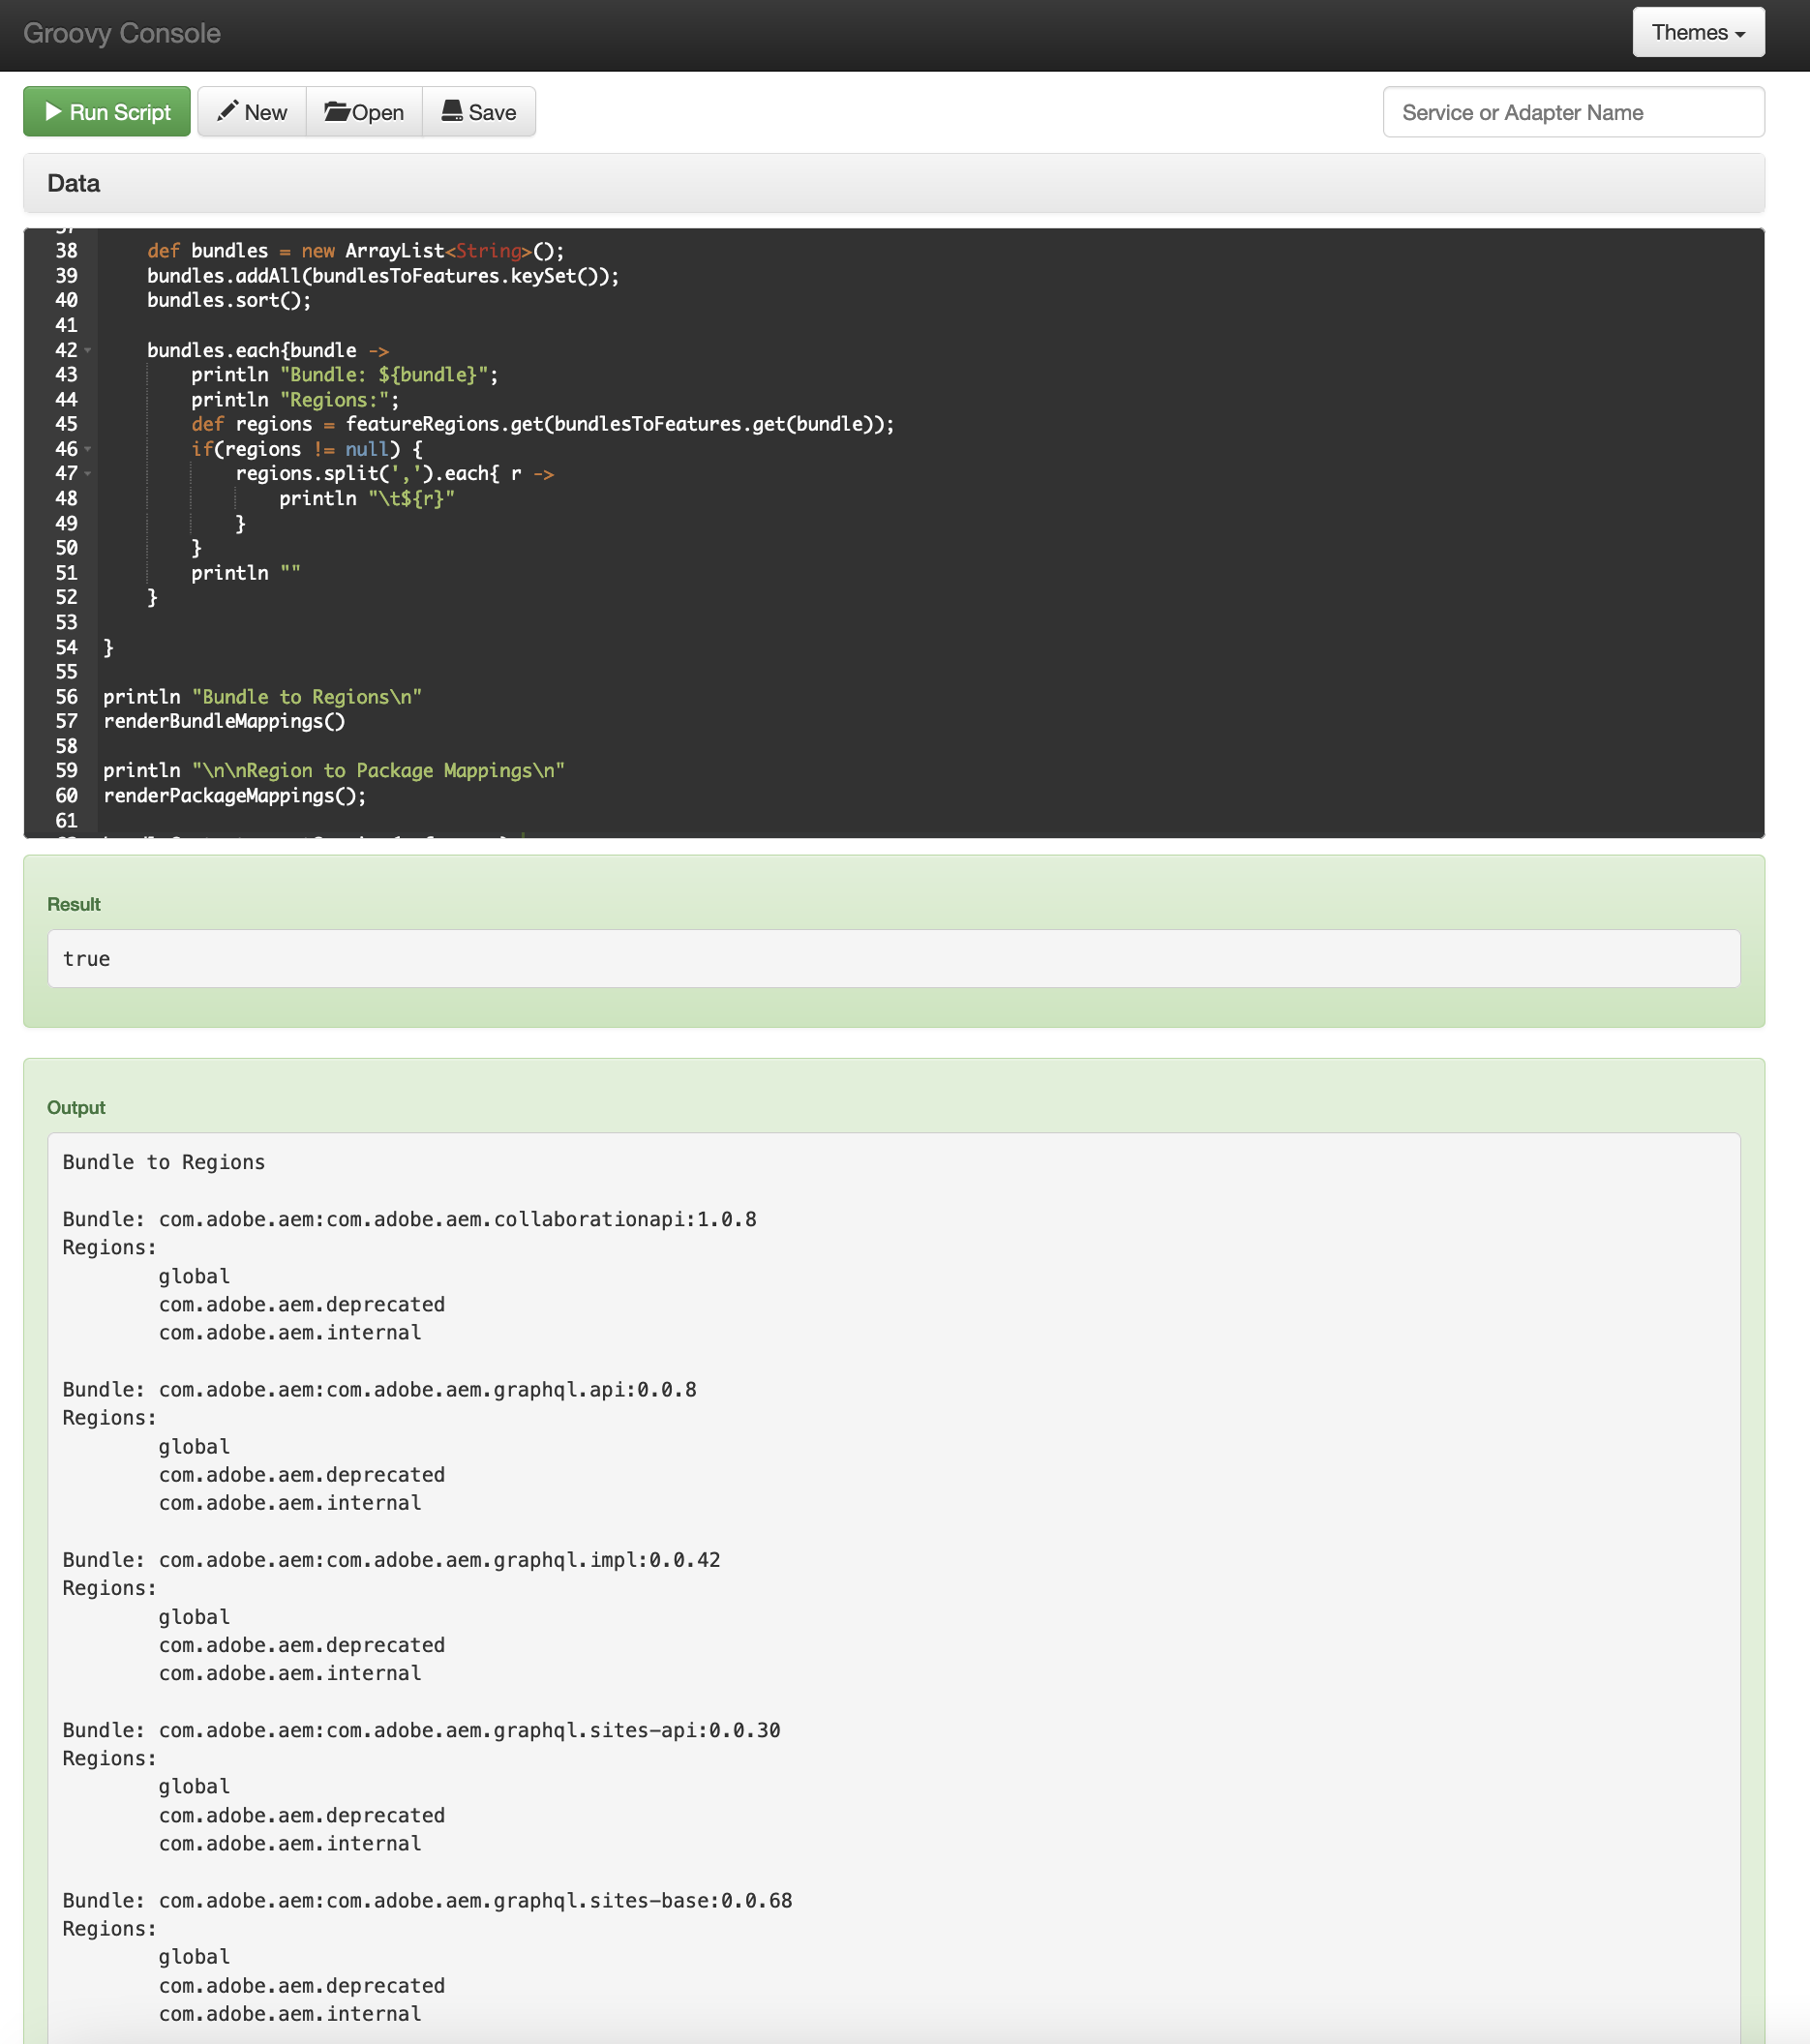 Groovy Console
Themes
Run Script New Open Save
Service or Adapter Name
Data
38 def bundles = new ArrayList<String>();
39 bundles.addAll(bundlesToFeatures.keySet());
40 bundles.sort();
41
42 bundles.each{bundle ->
43 println "Bundle: ${bundle}";
44 println "Regions:";
45 def regions = featureRegions.get(bundlesToFeatures.get(bundle));
46 if(regions != null) {
47 regions.split(',').each{ r ->
48 println "\t${r}"
49 }
50 }
51 println ""
52 }
53
54 }
55
56 println "Bundle to Regions\n"
57 renderBundleMappings()
58
59 println "\n\nRegion to Package Mappings\n"
60 renderPackageMappings();
61
Result
true
Output
Bundle to Regions
Bundle: com.adobe.aem:com.adobe.aem.collaborationapi:1.0.8
Regions:
global
com.adobe.aem.deprecated
com.adobe.aem.internal
Bundle: com.adobe.aem:com.adobe.aem.graphql.api:0.0.8
Regions:
global
com.adobe.aem.deprecated
com.adobe.aem.internal
Bundle: com.adobe.aem:com.adobe.aem.graphql.impl:0.0.42
Regions:
global
com.adobe.aem.deprecated
com.adobe.aem.internal
Bundle: com.adobe.aem:com.adobe.aem.graphql.sites-api:0.0.30
Regions:
global
com.adobe.aem.deprecated
com.adobe.aem.internal
Bundle: com.adobe.aem:com.adobe.aem.graphql.sites-base:0.0.68
Regions:
global
com.adobe.aem.deprecated
com.adobe.aem.internal